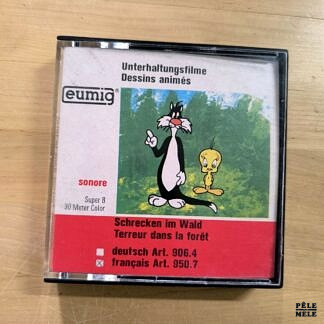 Unterhaltungsfilme
Dessins animés
eumig®
sonore
Super 8
30 Meter Color
Schrecken im Wald
Terreur dans la forêt
deutsch Art. 906.4
français Art. 950.7
PÊLE
MÊLE